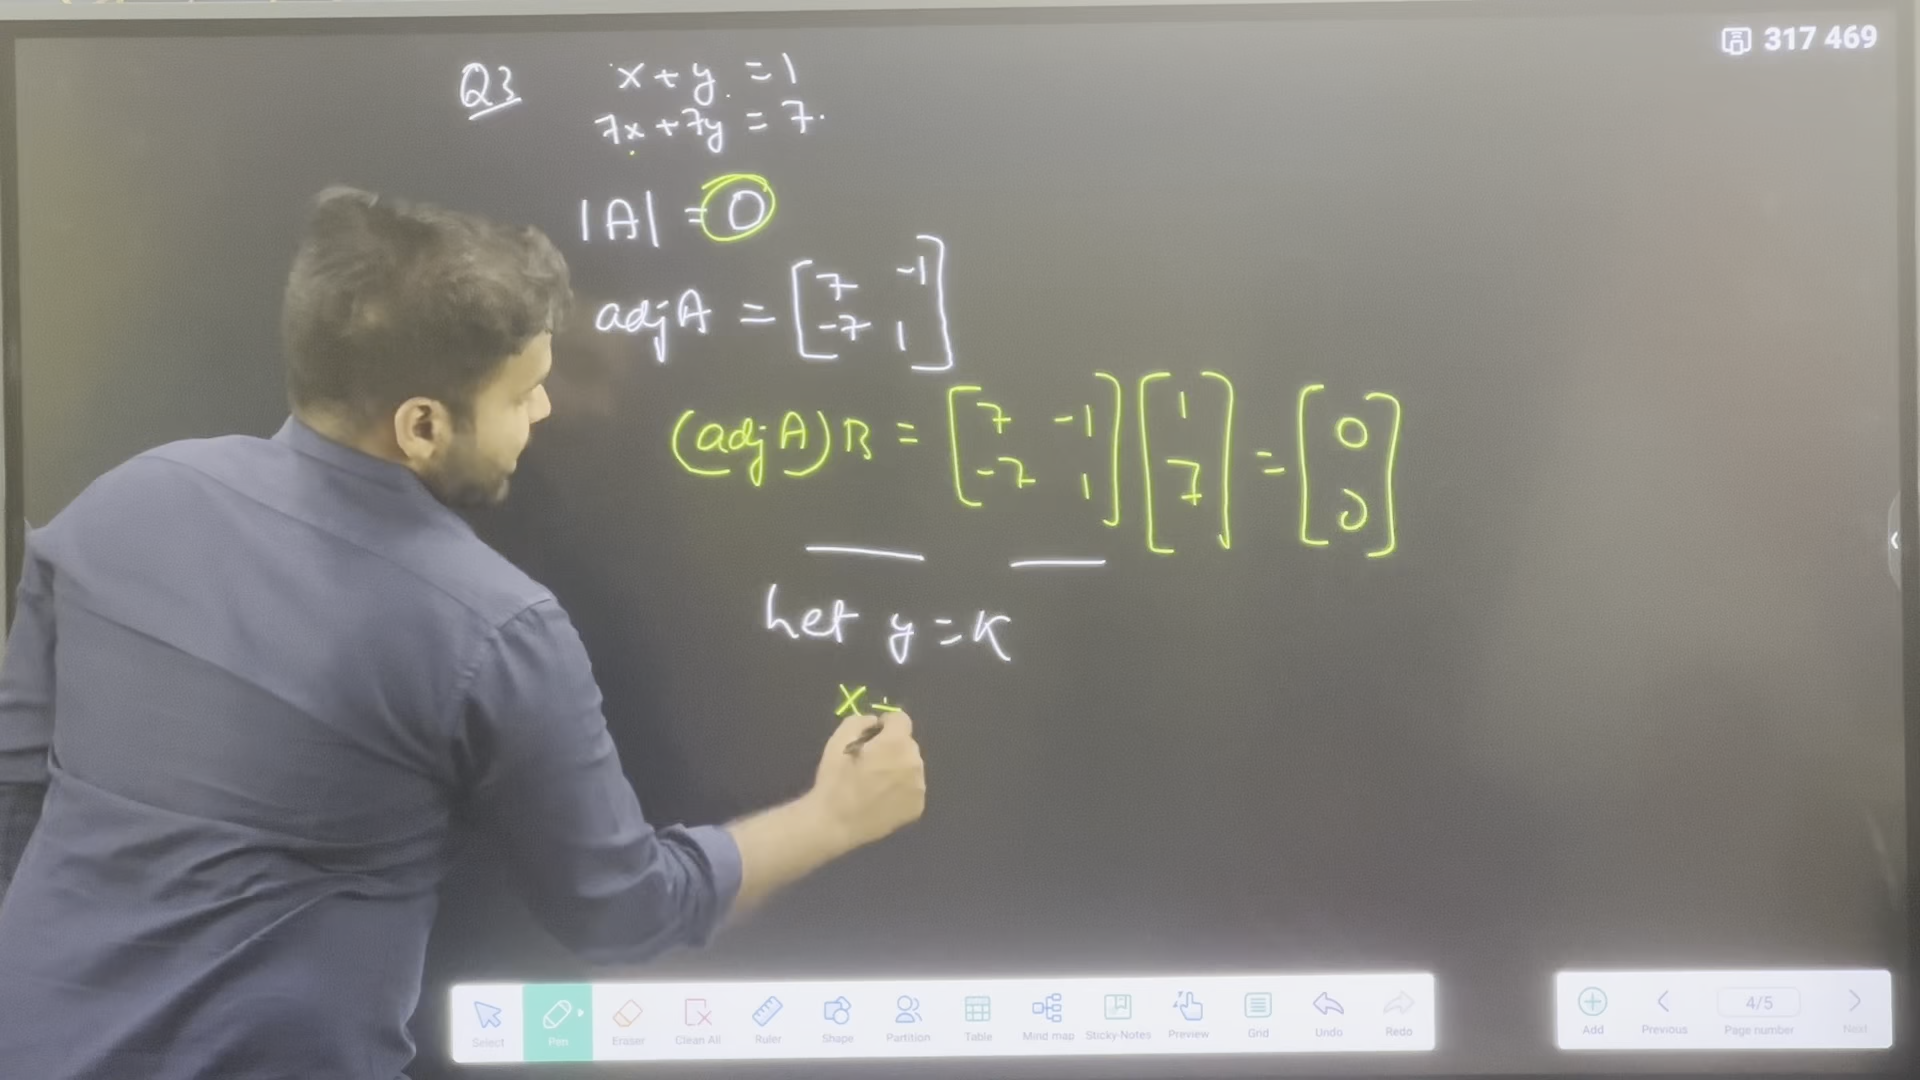 317 469
Q3 x + y = 1
7x + 7y = 7.
|A| = 0
adj A = [ 7 -1
-7 1 ]
(adj A) B = [ 7 -1
-7 1 ] [ 1
7 ] = [ 0
0 ]
Let y = K
x +
Select Pen Eraser Clean All Ruler Shape Partition Table Mind map Sticky-Notes Preview Grid Undo Redo
4/5
Add Previous Page number Next